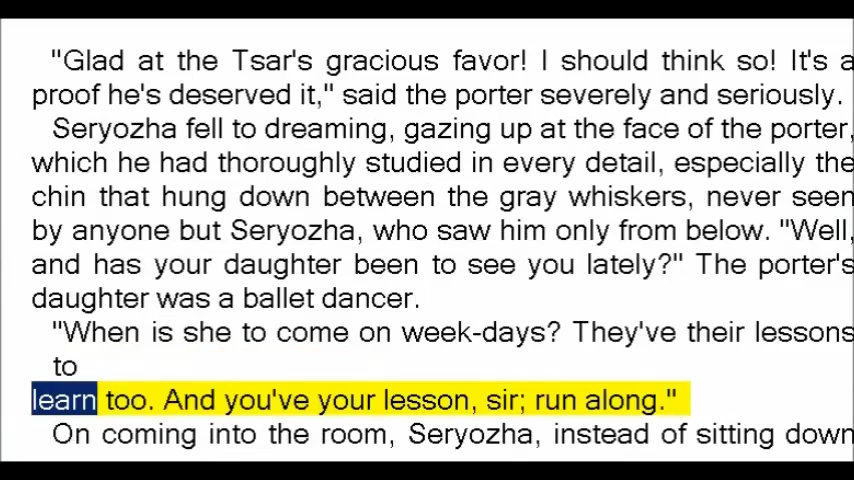 "Glad at the Tsar's gracious favor! I should think so! It's a
proof he's deserved it," said the porter severely and seriously.
Seryozha fell to dreaming, gazing up at the face of the porter,
which he had thoroughly studied in every detail, especially the
chin that hung down between the gray whiskers, never seen
by anyone but Seryozha, who saw him only from below. "Well,
and has your daughter been to see you lately?" The porter's
daughter was a ballet dancer.
"When is she to come on week-days? They've their lessons
to
learn too. And you've your lesson, sir; run along."
On coming into the room, Seryozha, instead of sitting down